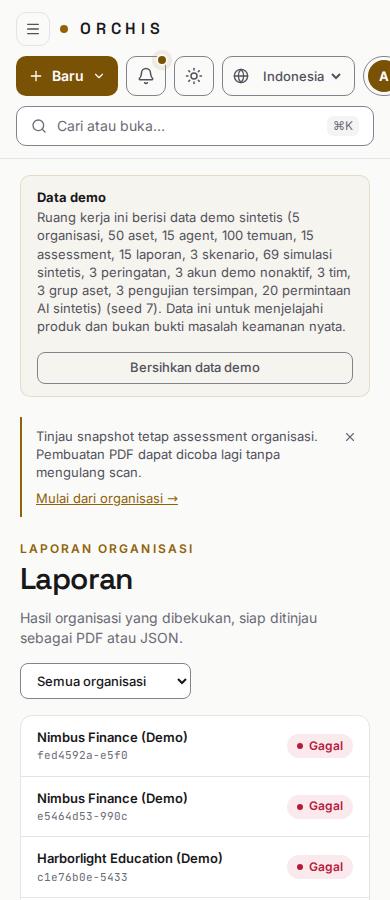 ORCHIS
Baru
Indonesia
A
Cari atau buka...
⌘K
Data demo
Ruang kerja ini berisi data demo sintetis (5
organisasi, 50 aset, 15 agent, 100 temuan, 15
assessment, 15 laporan, 3 skenario, 69 simulasi
sintetis, 3 peringatan, 3 akun demo nonaktif, 3 tim,
3 grup aset, 3 pengujian tersimpan, 20 permintaan
AI sintetis) (seed 7). Data ini untuk menjelajahi
produk dan bukan bukti masalah keamanan nyata.
Bersihkan data demo
Tinjau snapshot tetap assessment organisasi.
Pembuatan PDF dapat dicoba lagi tanpa
mengulang scan.
Mulai dari organisasi →
LAPORAN ORGANISASI
Laporan
Hasil organisasi yang dibekukan, siap ditinjau
sebagai PDF atau JSON.
Semua organisasi
Nimbus Finance (Demo)
Gagal
fed4592a-e5f0
Nimbus Finance (Demo)
Gagal
e5464d53-990c
Harborlight Education (Demo)
Gagal
c1e76b0e-5433